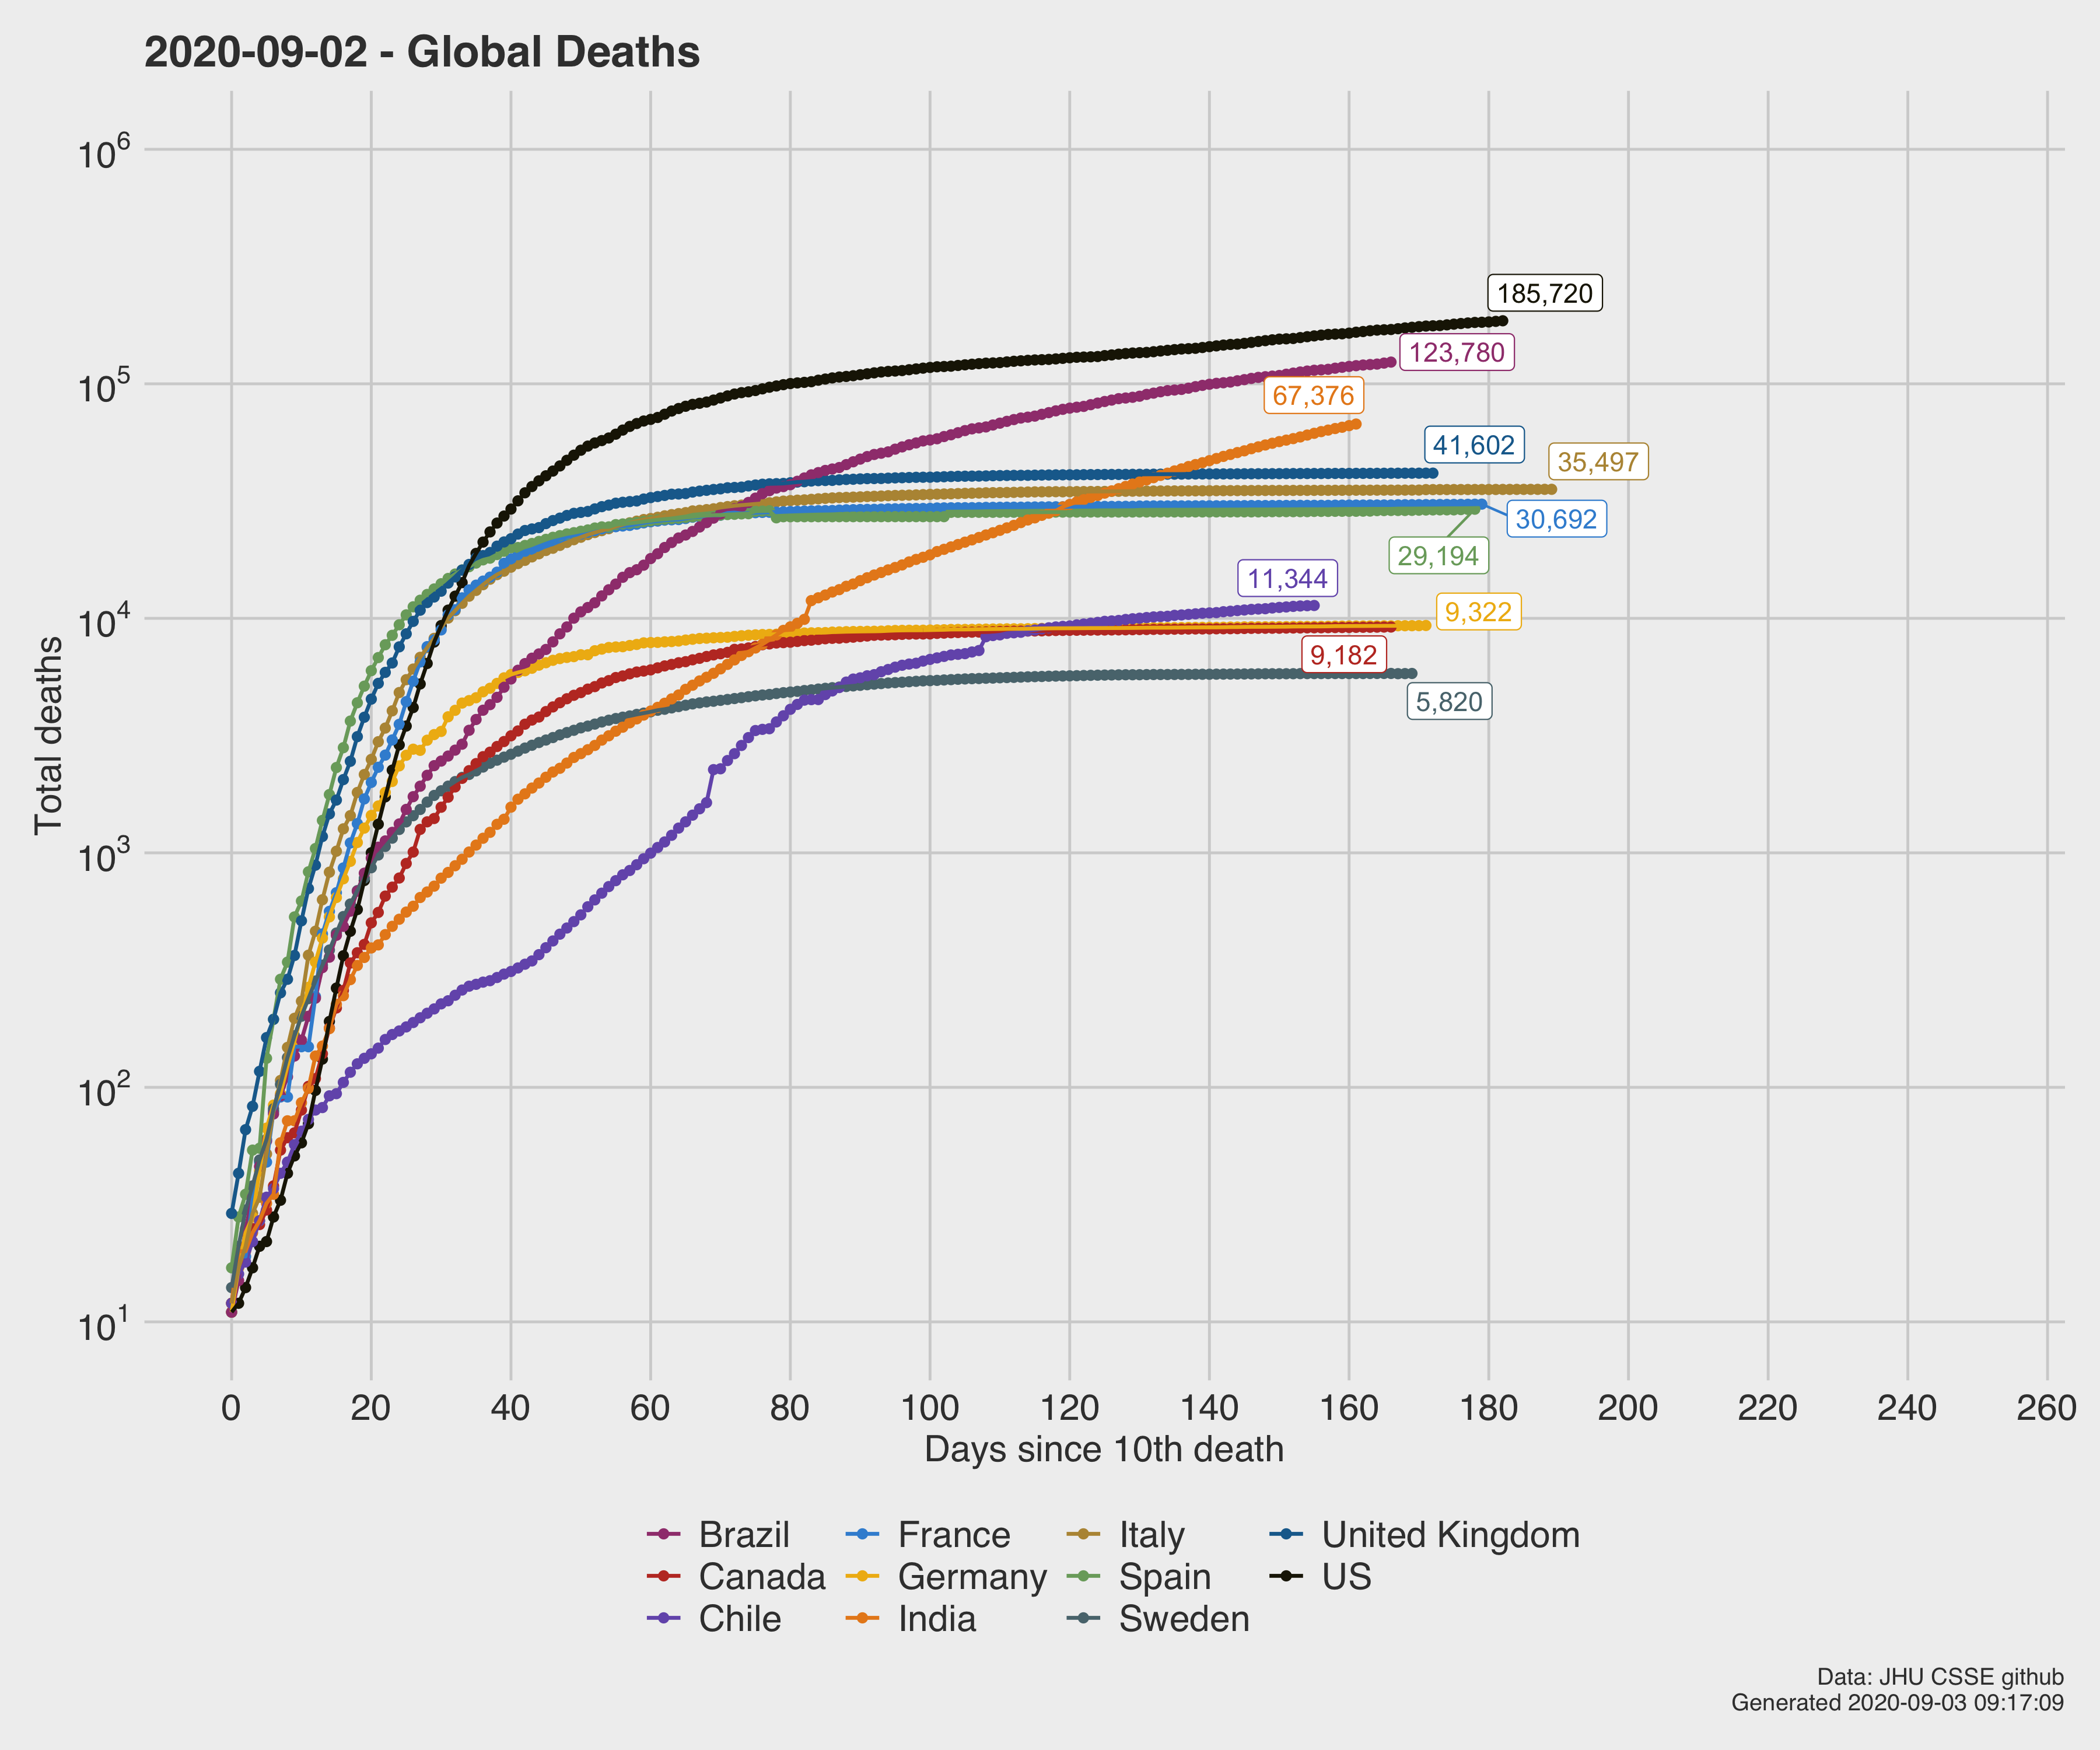 2020-09-02 - Global Deaths
10^6
10^5
10^4
10^3
10^2
10^1
Total deaths
185,720
123,780
67,376
41,602
35,497
30,692
29,194
11,344
9,322
9,182
5,820
0 20 40 60 80 100 120 140 160 180 200 220 240 260
Days since 10th death
Brazil France Italy United Kingdom
Canada Germany Spain US
Chile India Sweden
Data: JHU CSSE github
Generated 2020-09-03 09:17:09